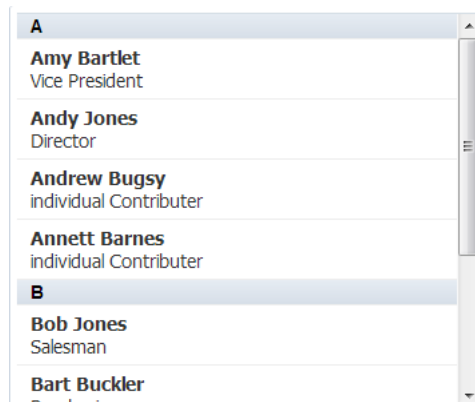 A
Amy Bartlet
Vice President
Andy Jones
Director
Andrew Bugsy
individual Contributer
Annett Barnes
individual Contributer
B
Bob Jones
Salesman
Bart Buckler